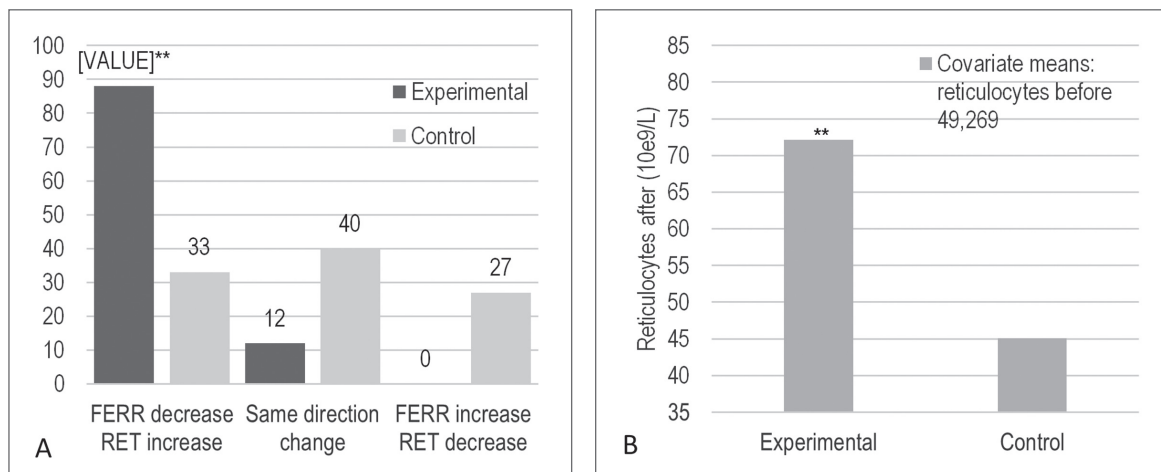 100
90
80
70
60
50
40
30
20
10
0
[VALUE]**
33
12
40
0
27
Experimental
Control
FERR decrease
RET increase
Same direction
change
FERR increase
RET decrease
A
Reticulocytes after (10e9/L)
85
80
75
70
65
60
55
50
45
40
35
**
Covariate means:
reticulocytes before
49,269
Experimental
Control
B